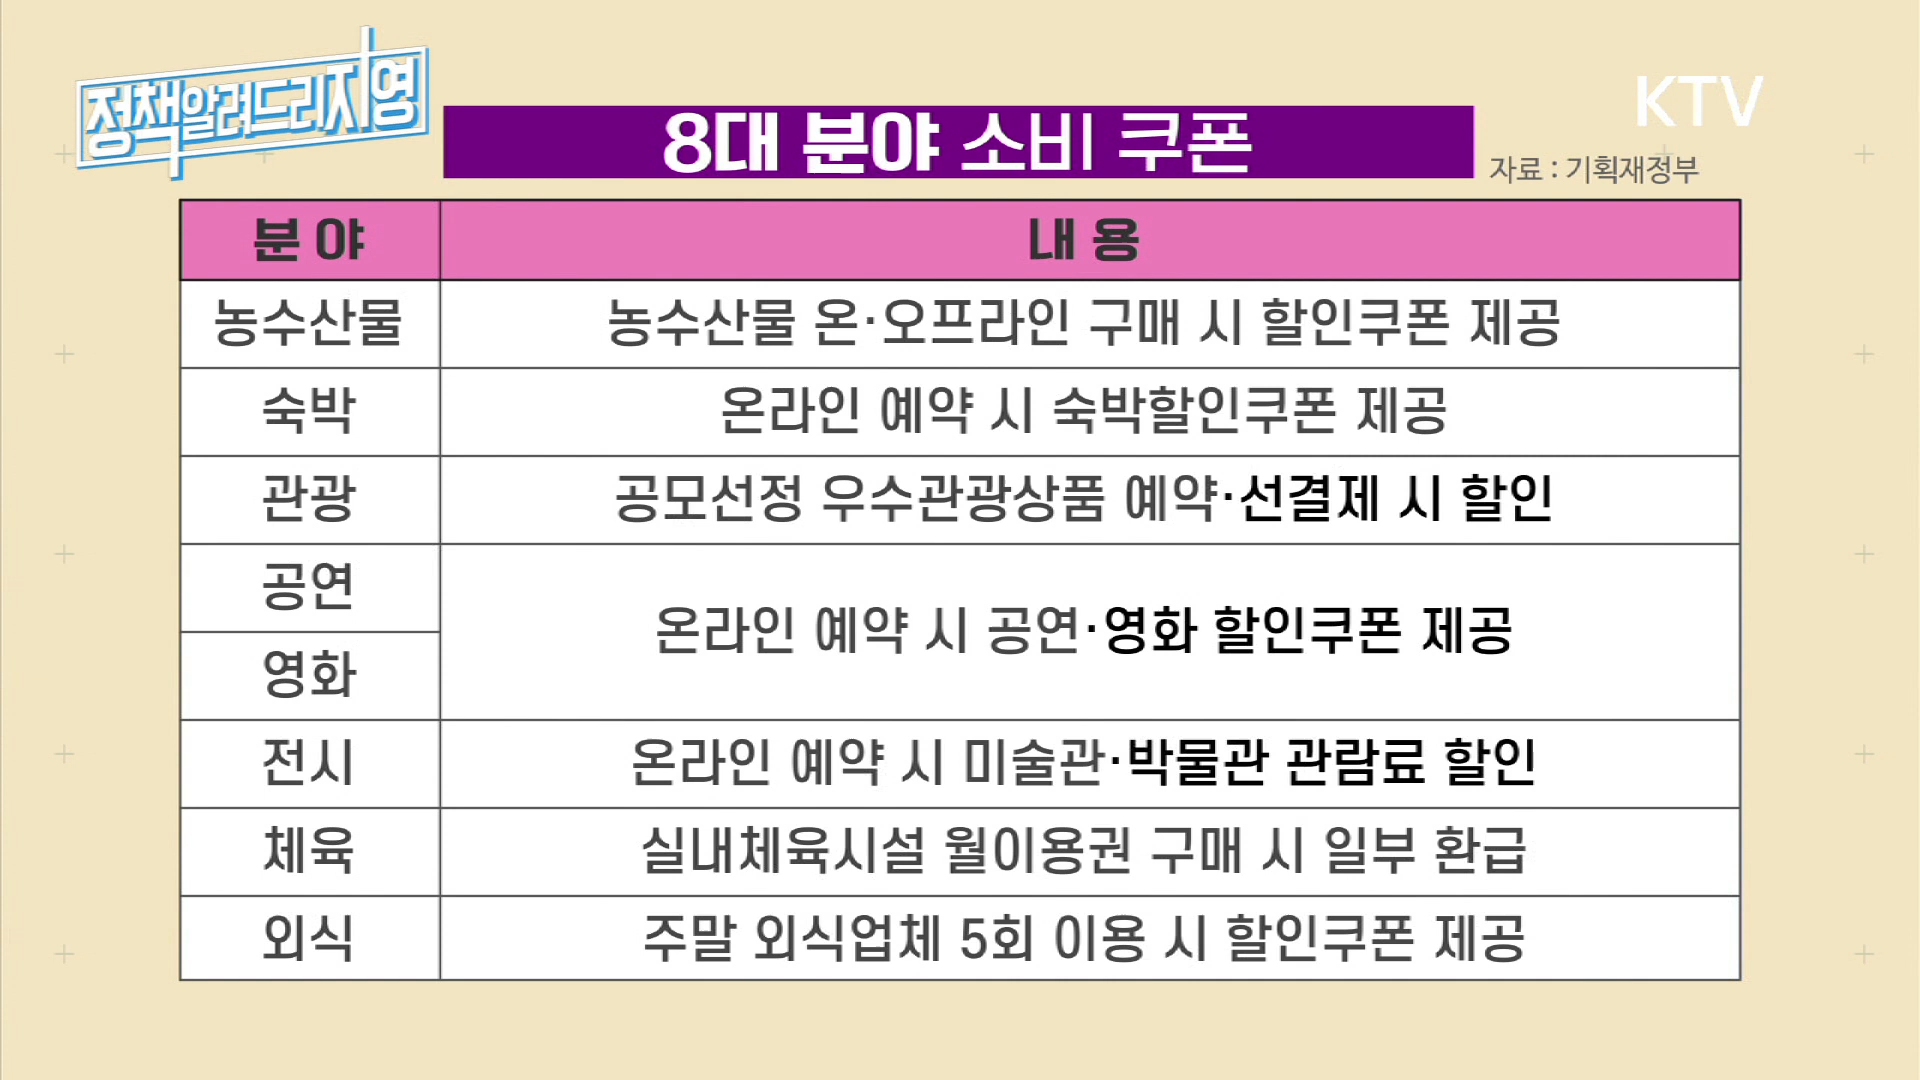 정책알려드리지영
KTV
8대 분야 소비 쿠폰
자료 : 기획재정부
분 야 내 용
농수산물 농수산물 온·오프라인 구매 시 할인쿠폰 제공
숙박 온라인 예약 시 숙박할인쿠폰 제공
관광 공모선정 우수관광상품 예약·선결제 시 할인
공연
온라인 예약 시 공연·영화 할인쿠폰 제공
영화
전시 온라인 예약 시 미술관·박물관 관람료 할인
체육 실내체육시설 월이용권 구매 시 일부 환급
외식 주말 외식업체 5회 이용 시 할인쿠폰 제공